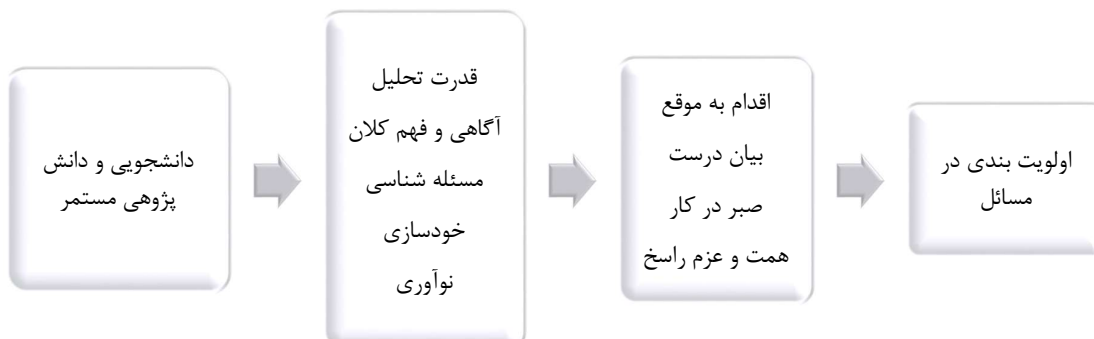 دانشجویی و دانش
پژوهی مستمر
قدرت تحلیل
آگاهی و فهم کلان
مسئله شناسی
خودسازی
نوآوری
اقدام به موقع
بیان درست
صبر در کار
همت و عزم راسخ
اولویت بندی در
مسائل